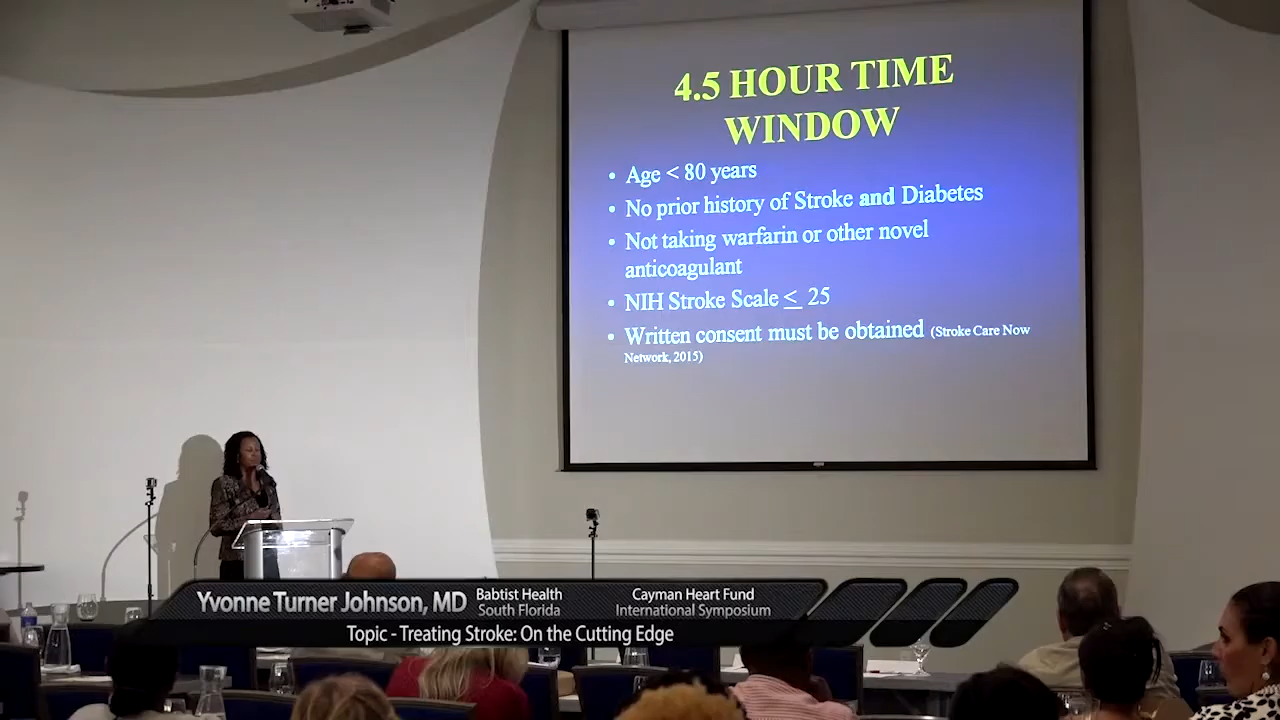 4.5 HOUR TIME
WINDOW
• Age < 80 years
• No prior history of Stroke and Diabetes
• Not taking warfarin or other novel
anticoagulant
• NIH Stroke Scale < 25
• Written consent must be obtained (Stroke Care Now
Network, 2015)
Yvonne Turner Johnson, MD
Babtist Health
South Florida
Cayman Heart Fund
International Symposium
Topic - Treating Stroke: On the Cutting Edge